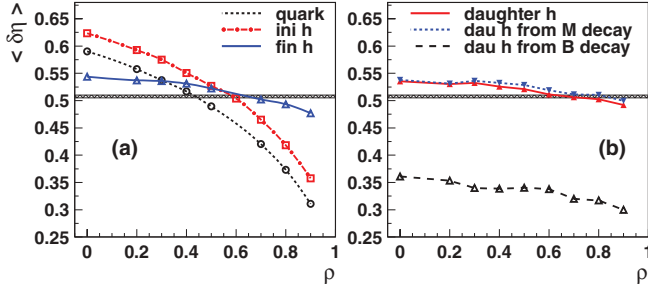 < δη >
0.65
0.6
0.55
0.5
0.45
0.4
0.35
0.3
0.25
quark
ini h
fin h
(a)
0 0.2 0.4 0.6 0.8 1
ρ
0.65
0.6
0.55
0.5
0.45
0.4
0.35
0.3
0.25
daughter h
dau h from M decay
dau h from B decay
(b)
0 0.2 0.4 0.6 0.8 1
ρ